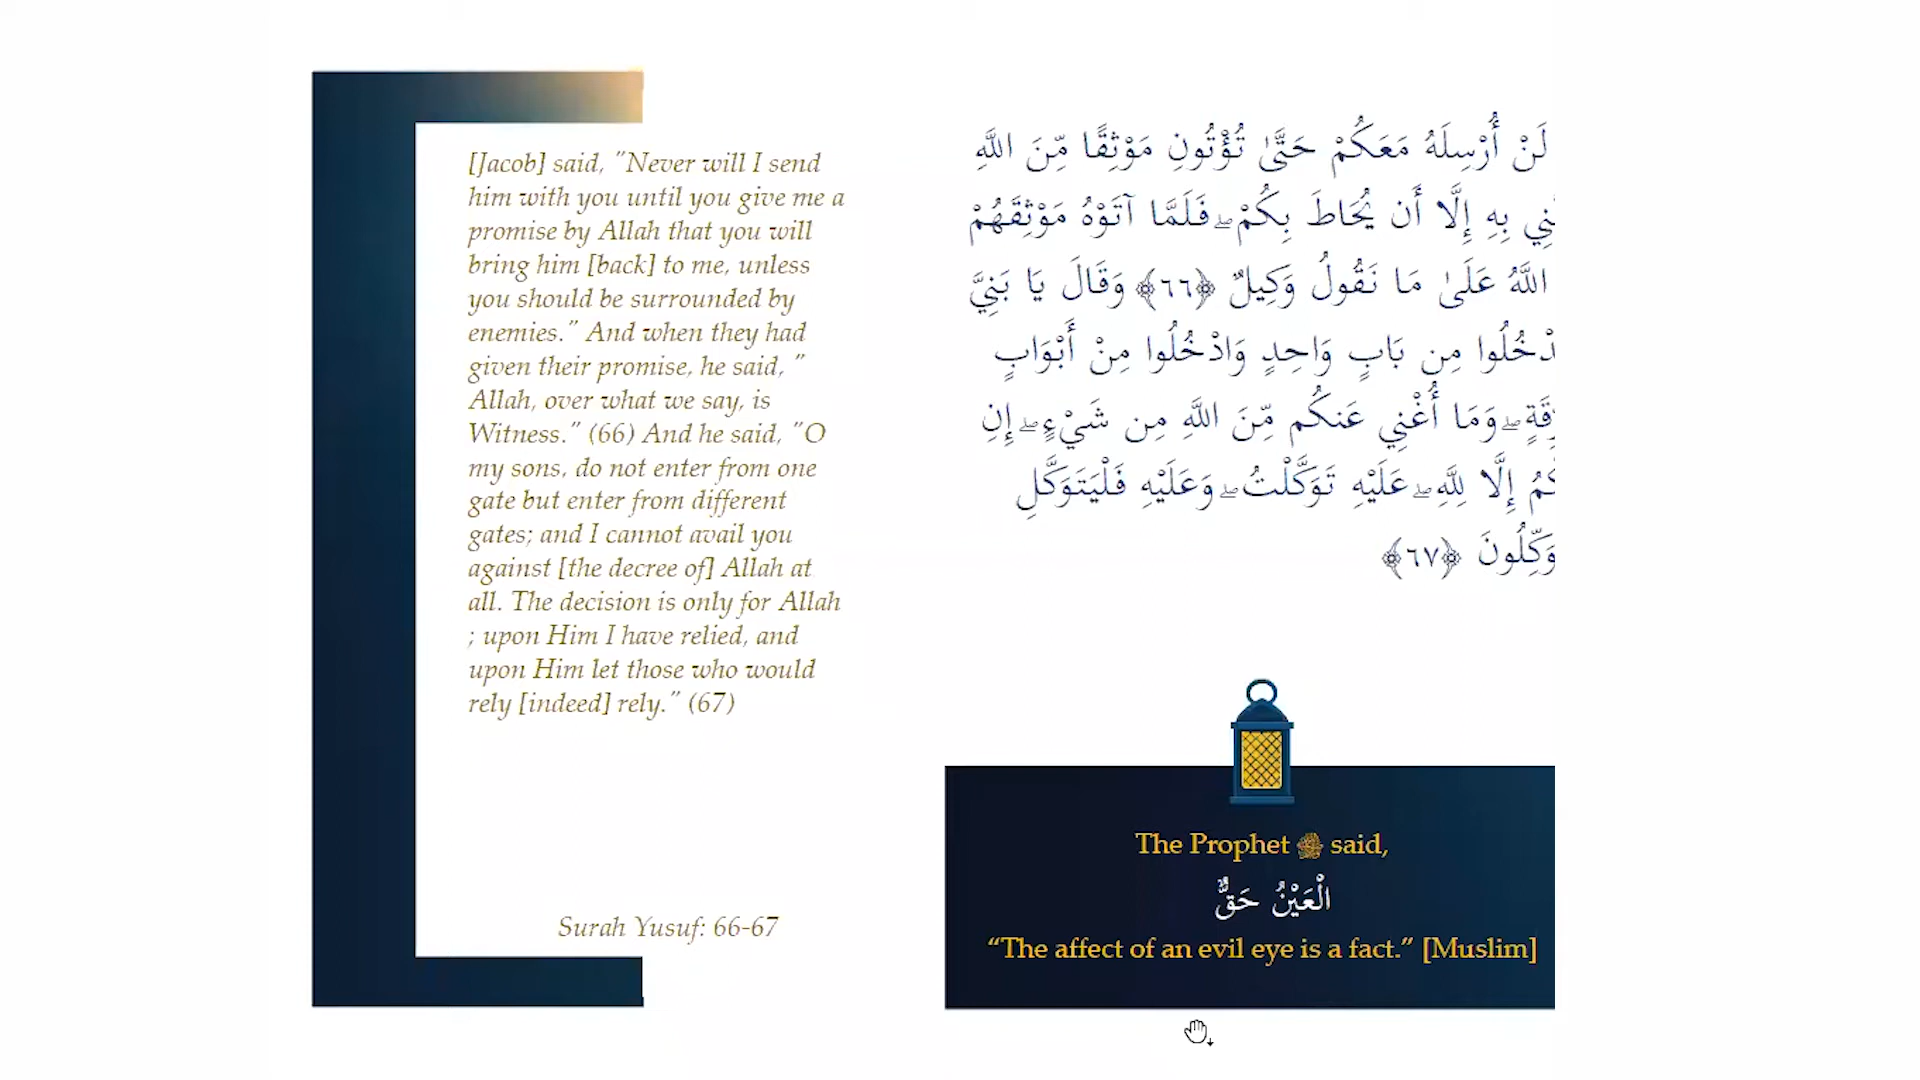 [Jacob] said, "Never will I send
him with you until you give me a
promise by Allah that you will
bring him [back] to me, unless
you should be surrounded by
enemies." And when they had
given their promise, he said, "
Allah, over what we say, is
Witness." (66) And he said, "O
my sons, do not enter from one
gate but enter from different
gates; and I cannot avail you
against [the decree of] Allah at
all. The decision is only for Allah
; upon Him I have relied, and
upon Him let those who would
rely [indeed] rely." (67)
Surah Yusuf: 66-67
لَنْ أُرْسِلَهُ مَعَكُمْ حَتَّىٰ تُؤْتُونِ مَوْثِقًا مِّنَ اللَّهِ
بِهِ إِلَّا أَن يُحَاطَ بِكُمْ ۖ فَلَمَّا آتَوْهُ مَوْثِقَهُمْ
اللَّهُ عَلَىٰ مَا نَقُولُ وَكِيلٌ ﴿٦٦﴾ وَقَالَ يَا بَنِيَّ
مِن بَابٍ وَاحِدٍ وَادْخُلُوا مِنْ أَبْوَابٍ
ۖ وَمَا أُغْنِي عَنكُم مِّنَ اللَّهِ مِن شَيْءٍ ۖ إِنِ
إِلَّا لِلَّهِ ۖ عَلَيْهِ تَوَكَّلْتُ ۖ وَعَلَيْهِ فَلْيَتَوَكَّلِ
﴿٦٧﴾
The Prophet ﷺ said,
الْعَيْنُ حَقٌّ
“The affect of an evil eye is a fact.” [Muslim]